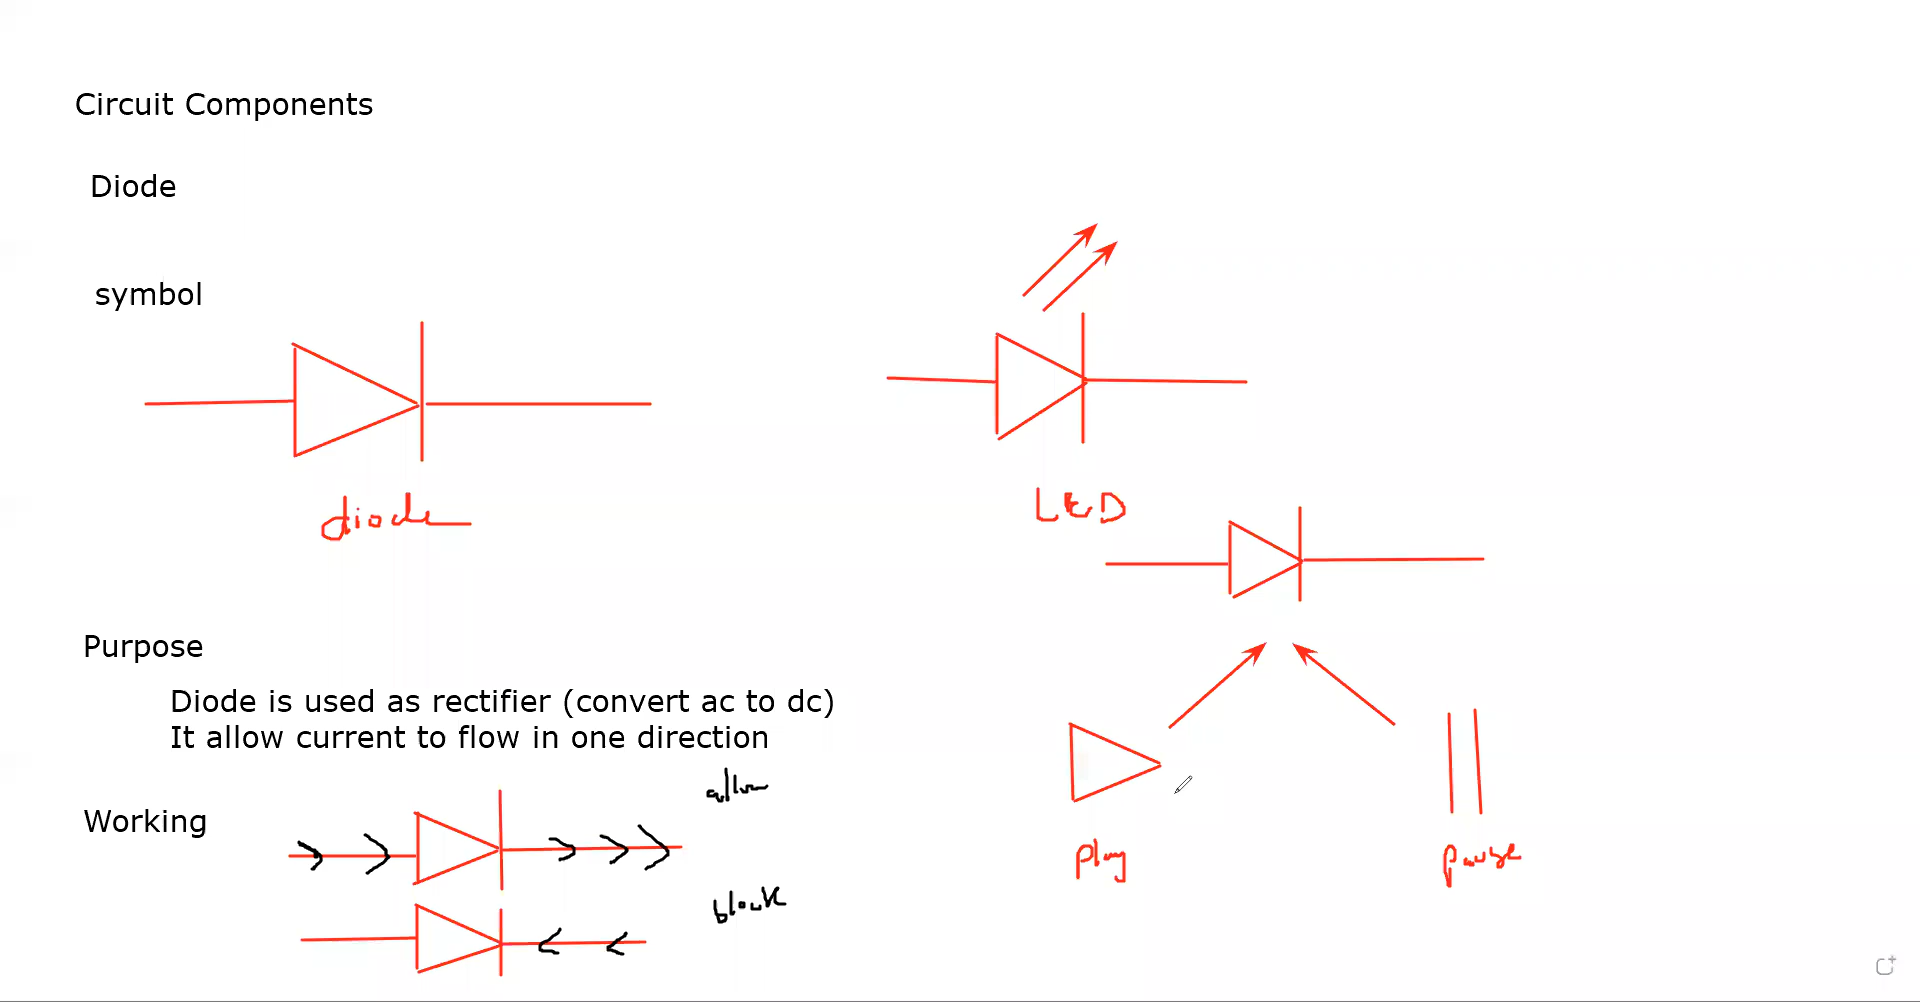 Circuit Components
Diode
symbol
diode
LED
Purpose
Diode is used as rectifier (convert ac to dc)
It allow current to flow in one direction
allow
Working
block
Play
pause